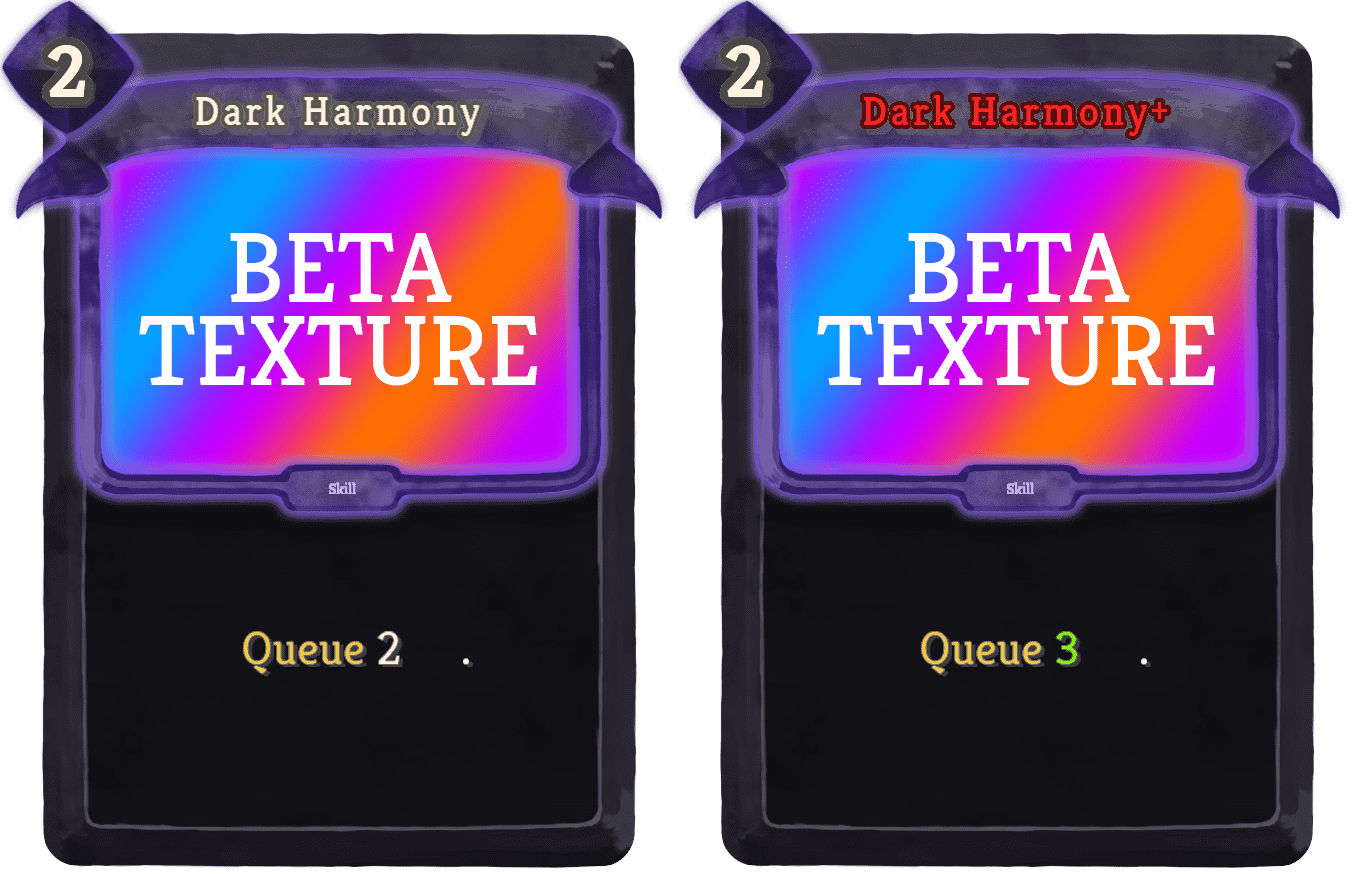 2
Dark Harmony
BETA
TEXTURE
Skill
Queue 2 .
2
Dark Harmony+
BETA
TEXTURE
Skill
Queue 3 .